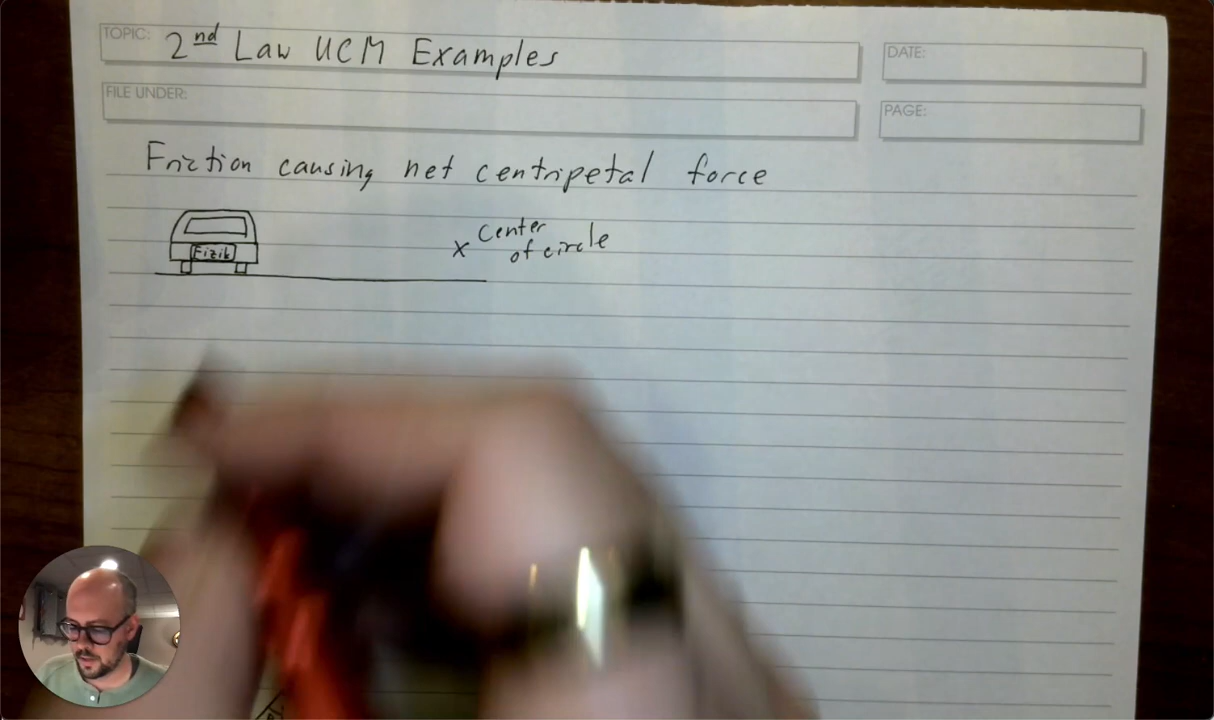 TOPIC: 2nd Law UCM Examples
DATE:
FILE UNDER:
PAGE:
Friction causing net centripetal force
Fizik
x center
of circle